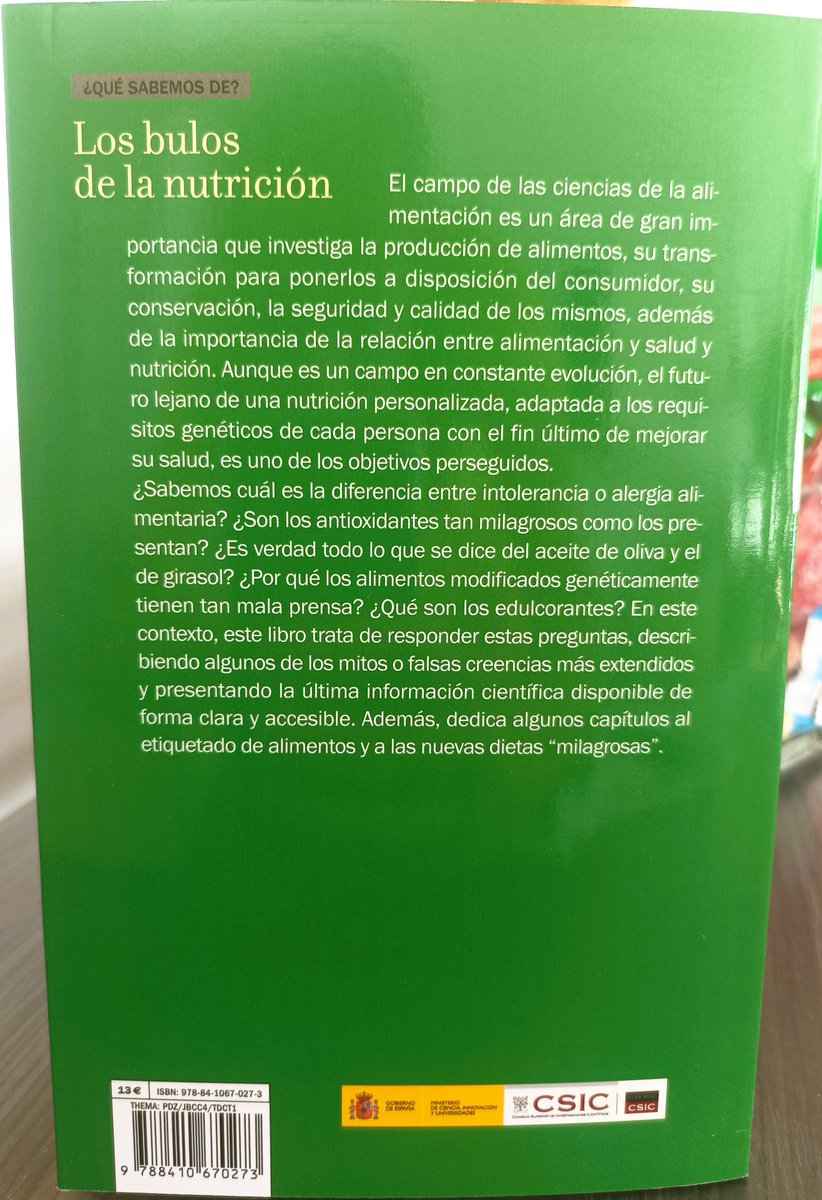 ¿QUÉ SABEMOS DE?
Los bulos
de la nutrición
El campo de las ciencias de la ali-
mentación es un área de gran im-
portancia que investiga la producción de alimentos, su trans-
formación para ponerlos a disposición del consumidor, su
conservación, la seguridad y calidad de los mismos, además
de la importancia de la relación entre alimentación y salud y
nutrición. Aunque es un campo en constante evolución, el futu-
ro lejano de una nutrición personalizada, adaptada a los requi-
sitos genéticos de cada persona con el fin último de mejorar
su salud, es uno de los objetivos perseguidos.
¿Sabemos cuál es la diferencia entre intolerancia o alergia ali-
mentaria? ¿Son los antioxidantes tan milagrosos como los pre-
sentan? ¿Es verdad todo lo que se dice del aceite de oliva y el
de girasol? ¿Por qué los alimentos modificados genéticamente
tienen tan mala prensa? ¿Qué son los edulcorantes? En este
contexto, este libro trata de responder estas preguntas, descri-
biendo algunos de los mitos o falsas creencias más extendidos
y presentando la última información científica disponible de
forma clara y accesible. Además, dedica algunos capítulos al
etiquetado de alimentos y a las nuevas dietas “milagrosas”.
13 €
ISBN: 978-84-1067-027-3
THEMA: PDZ/JBCC4/TDCT1
9 788410 670273
GOBIERNO
DE ESPAÑA
MINISTERIO
DE CIENCIA, INNOVACIÓN
Y UNIVERSIDADES
CSIC
CONSEJO SUPERIOR DE INVESTIGACIONES CIENTÍFICAS
CSIC